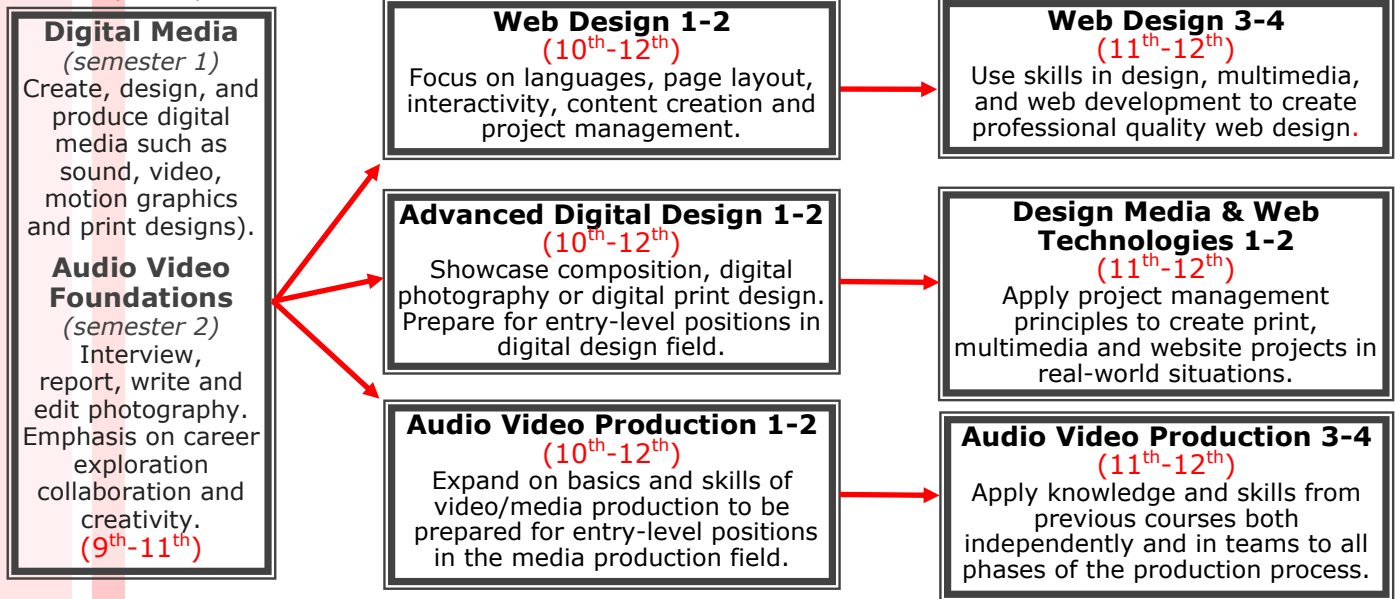 Digital Media
(semester 1)
Create, design, and
produce digital
media such as
sound, video,
motion graphics
and print designs).
Audio Video
Foundations
(semester 2)
Interview,
report, write and
edit photography.
Emphasis on career
exploration
collaboration and
creativity.
(9th-11th)
Web Design 1-2
(10th-12th)
Focus on languages, page layout,
interactivity, content creation and
project management.
Web Design 3-4
(11th-12th)
Use skills in design, multimedia,
and web development to create
professional quality web design.
Advanced Digital Design 1-2
(10th-12th)
Showcase composition, digital
photography or digital print design.
Prepare for entry-level positions in
digital design field.
Design Media & Web
Technologies 1-2
(11th-12th)
Apply project management
principles to create print,
multimedia and website projects in
real-world situations.
Audio Video Production 1-2
(10th-12th)
Expand on basics and skills of
video/media production to be
prepared for entry-level positions
in the media production field.
Audio Video Production 3-4
(11th-12th)
Apply knowledge and skills from
previous courses both
independently and in teams to all
phases of the production process.